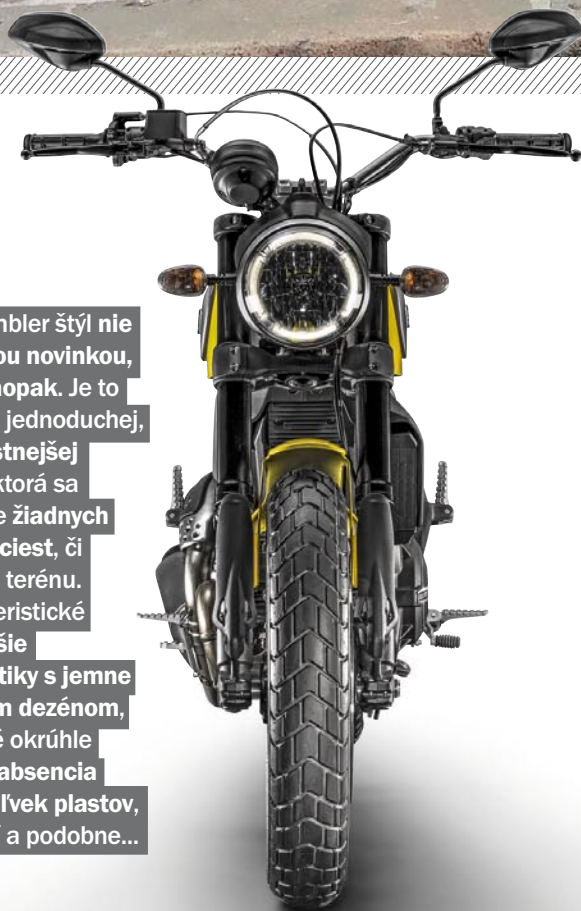 nbler štýl nie
ou novinkou,
nopak. Je to
jednoduchej,
stnejšej
ktorá sa
e žiadnych
ciest, či
terénu.
eristické
šie
tiky s jemne
m dezénom,
é okrúhle
absencia
ľvek plastov,
í a podobne...